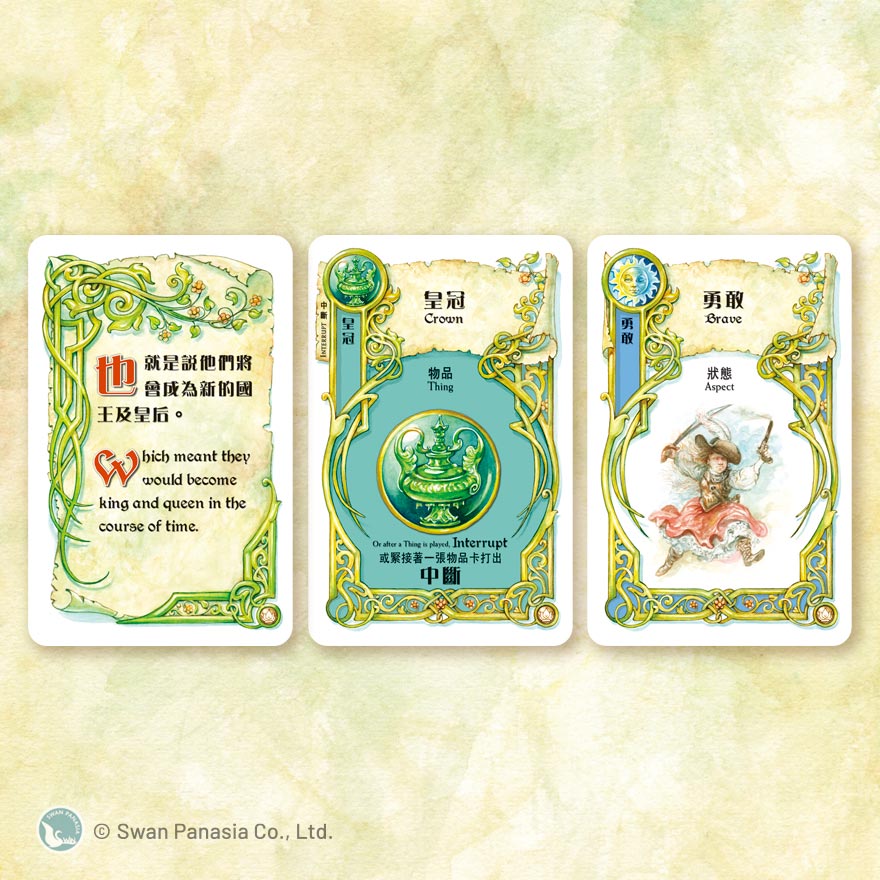 也就是說他們將
會成為新的國
王及皇后。
Which meant they
would become
king and queen in the
course of time.
中斷
INTERRUPT
皇冠
皇冠
Crown
物品
Thing
Or after a Thing is played, Interrupt
或緊接著一張物品卡打出
中斷
勇敢
勇敢
Brave
狀態
Aspect
SWAN PANASIA
© Swan Panasia Co., Ltd.